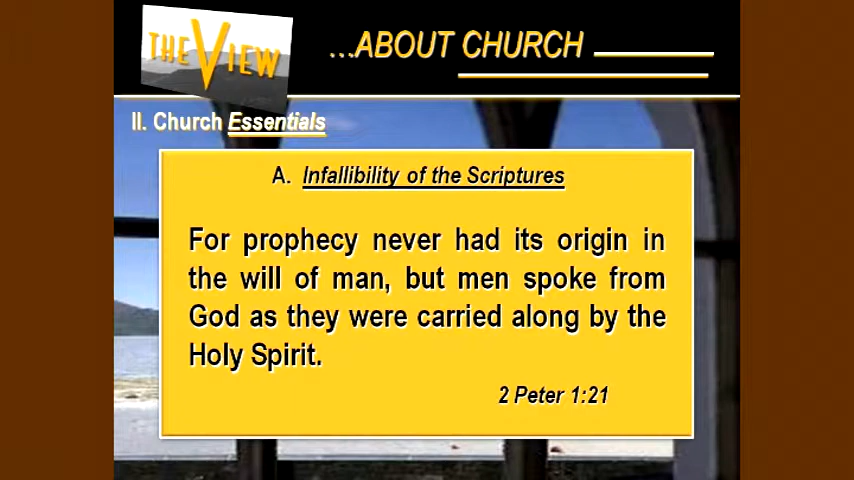 THE VIEW
...ABOUT CHURCH
II. Church Essentials
A. Infallibility of the Scriptures
For prophecy never had its origin in
the will of man, but men spoke from
God as they were carried along by the
Holy Spirit.
2 Peter 1:21